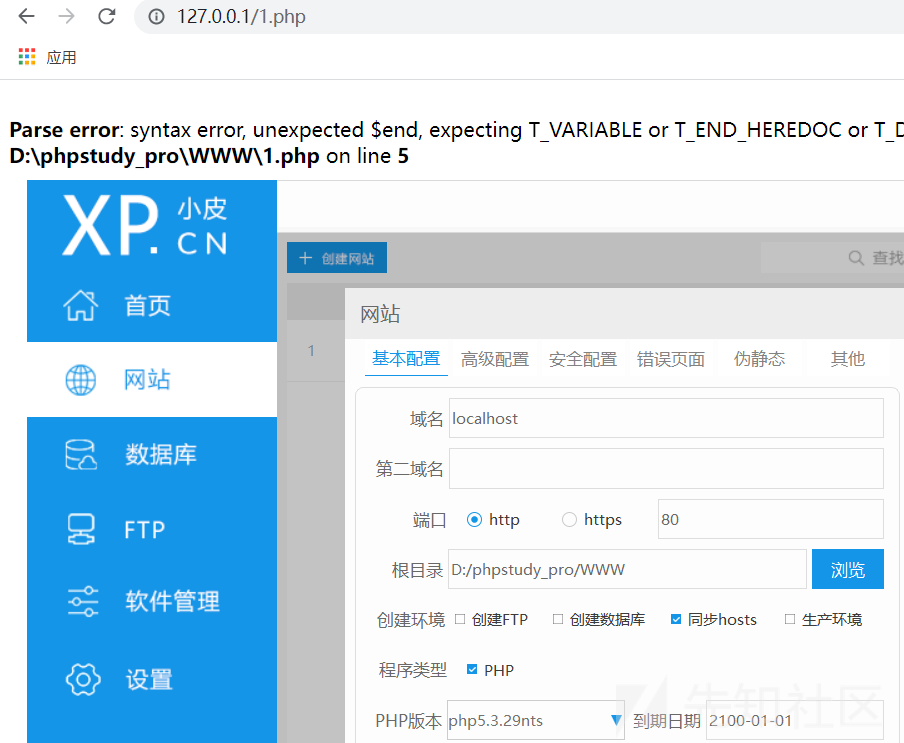 127.0.0.1/1.php
应用
Parse error: syntax error, unexpected $end, expecting T_VARIABLE or T_END_HEREDOC or T_D
D:\phpstudy_pro\WWW\1.php on line 5
XP. 小皮 CN
创建网站
查找
首页
网站
1
基本配置 高级配置 安全配置 错误页面 伪静态 其他
网站
域名 localhost
数据库
第二域名
端口 http https 80
FTP
根目录 D:/phpstudy_pro/WWW 浏览
软件管理
创建环境 创建FTP 创建数据库 同步hosts 生产环境
设置
程序类型 PHP
PHP版本 php5.3.29nts 到期日期 2100-01-01
先知社区